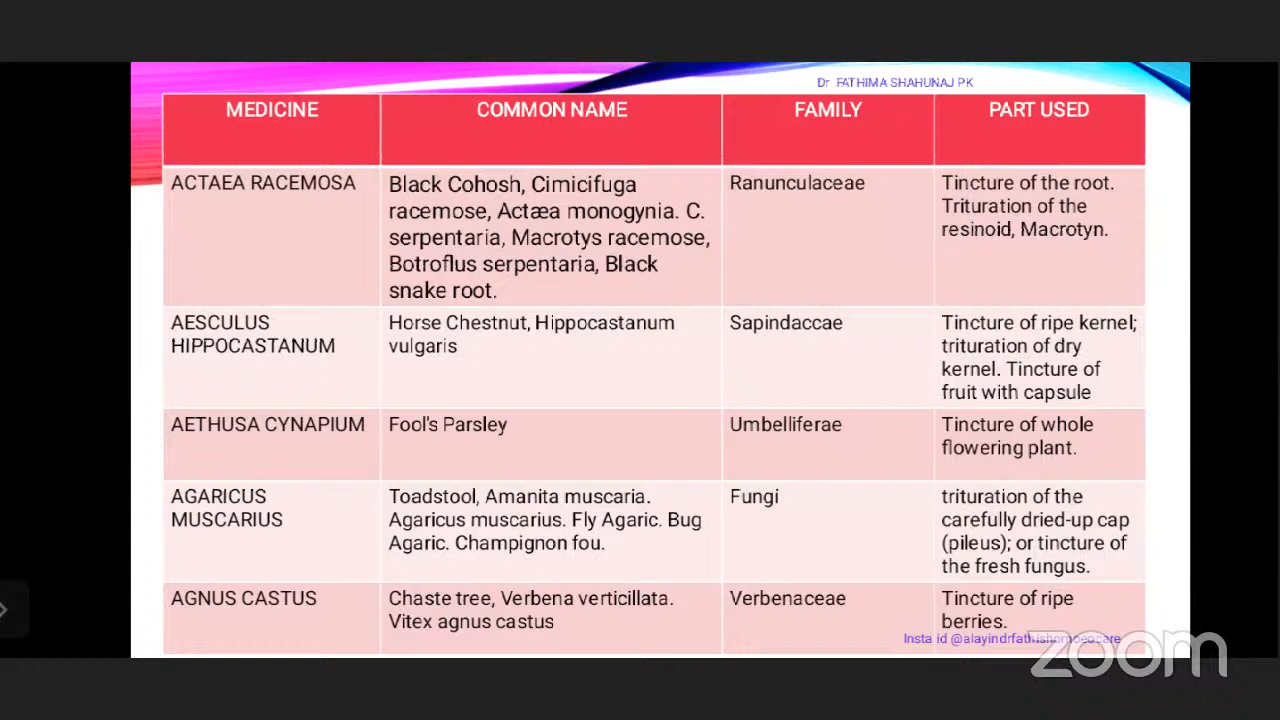 Dr FATHIMA SHAHUNAJ PK
MEDICINE
COMMON NAME
FAMILY
PART USED
ACTAEA RACEMOSA
Black Cohosh, Cimicifuga
racemose, Actæa monogynia. C.
serpentaria, Macrotys racemose,
Botroflus serpentaria, Black
snake root.
Ranunculaceae
Tincture of the root.
Trituration of the
resinoid, Macrotyn.
AESCULUS
HIPPOCASTANUM
Horse Chestnut, Hippocastanum
vulgaris
Sapindaccae
Tincture of ripe kernel;
trituration of dry
kernel. Tincture of
fruit with capsule
AETHUSA CYNAPIUM
Fool's Parsley
Umbelliferae
Tincture of whole
flowering plant.
AGARICUS
MUSCARIUS
Toadstool, Amanita muscaria.
Agaricus muscarius. Fly Agaric. Bug
Agaric. Champignon fou.
Fungi
trituration of the
carefully dried-up cap
(pileus); or tincture of
the fresh fungus.
AGNUS CASTUS
Chaste tree, Verbena verticillata.
Vitex agnus castus
Verbenaceae
Tincture of ripe
berries.
Insta id @alayindrfathishomoeocare
zoom